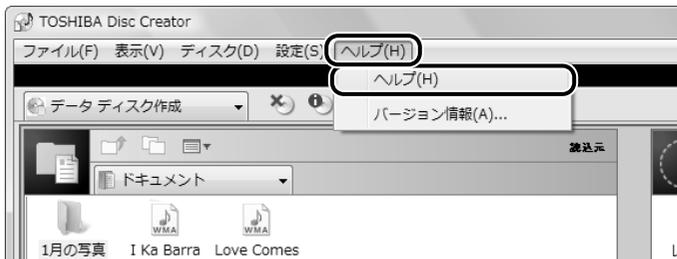 TOSHIBA Disc Creator
ファイル(F) 表示(V) ディスク(D) 設定(S) ヘルプ(H)
ヘルプ(H)
バージョン情報(A)...
データ ディスク作成
読込元
ドキュメント
WMA WMA
1月の写真 I Ka Barra Love Comes